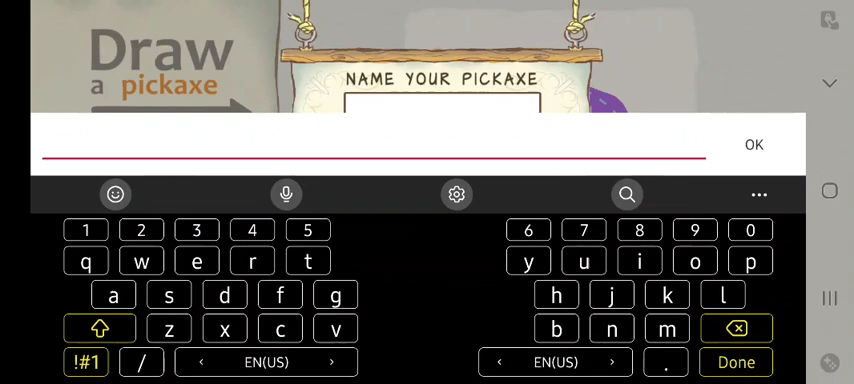 Draw
a pickaxe
NAME YOUR PICKAXE
OK
1 2 3 4 5 6 7 8 9 0
q w e r t y u i o p
a s d f g h j k l
z x c v b n m
!#1 / < EN(US) > < EN(US) > . Done